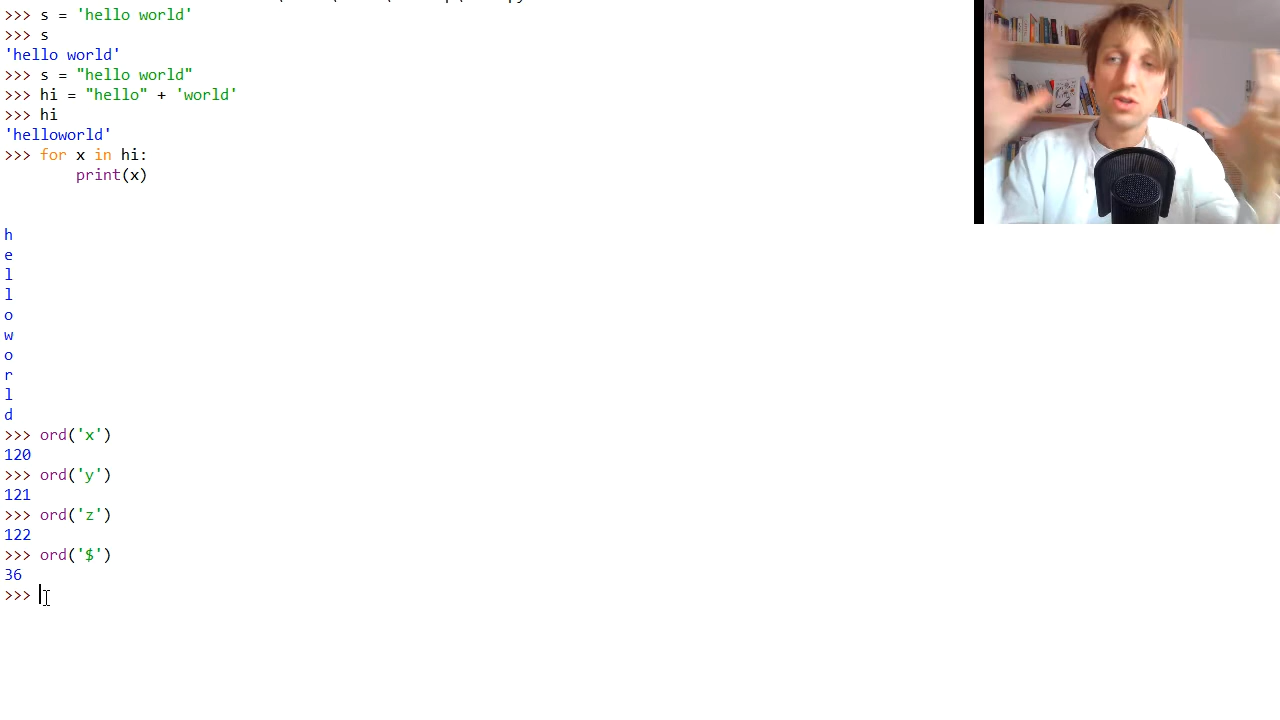 >>> s = 'hello world'
>>> s
'hello world'
>>> s = "hello world"
>>> hi = "hello" + 'world'
>>> hi
'helloworld'
>>> for x in hi:
        print(x)
h
e
l
l
o
w
o
r
l
d
>>> ord('x')
120
>>> ord('y')
121
>>> ord('z')
122
>>> ord('$')
36
>>>